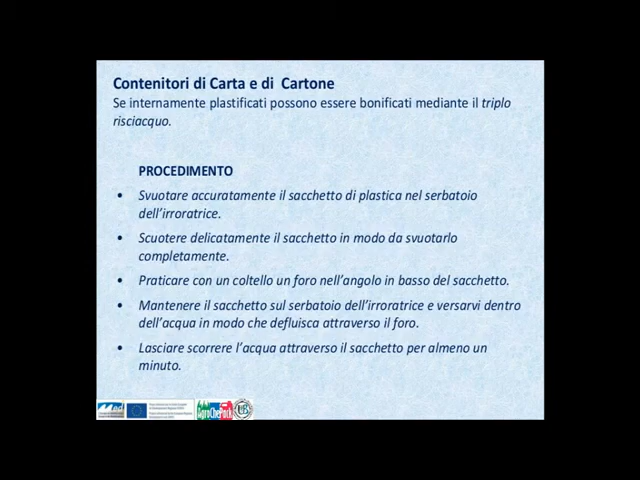 Contenitori di Carta e di Cartone
Se internamente plastificati possono essere bonificati mediante il triplo
risciacquo.
PROCEDIMENTO
• Svuotare accuratamente il sacchetto di plastica nel serbatoio
dell'irroratrice.
• Scuotere delicatamente il sacchetto in modo da svuotarlo
completamente.
• Praticare con un coltello un foro nell'angolo in basso del sacchetto.
• Mantenere il sacchetto sul serbatoio dell'irroratrice e versarvi dentro
dell'acqua in modo che defluisca attraverso il foro.
• Lasciare scorrere l'acqua attraverso il sacchetto per almeno un
minuto.
AgroChePack